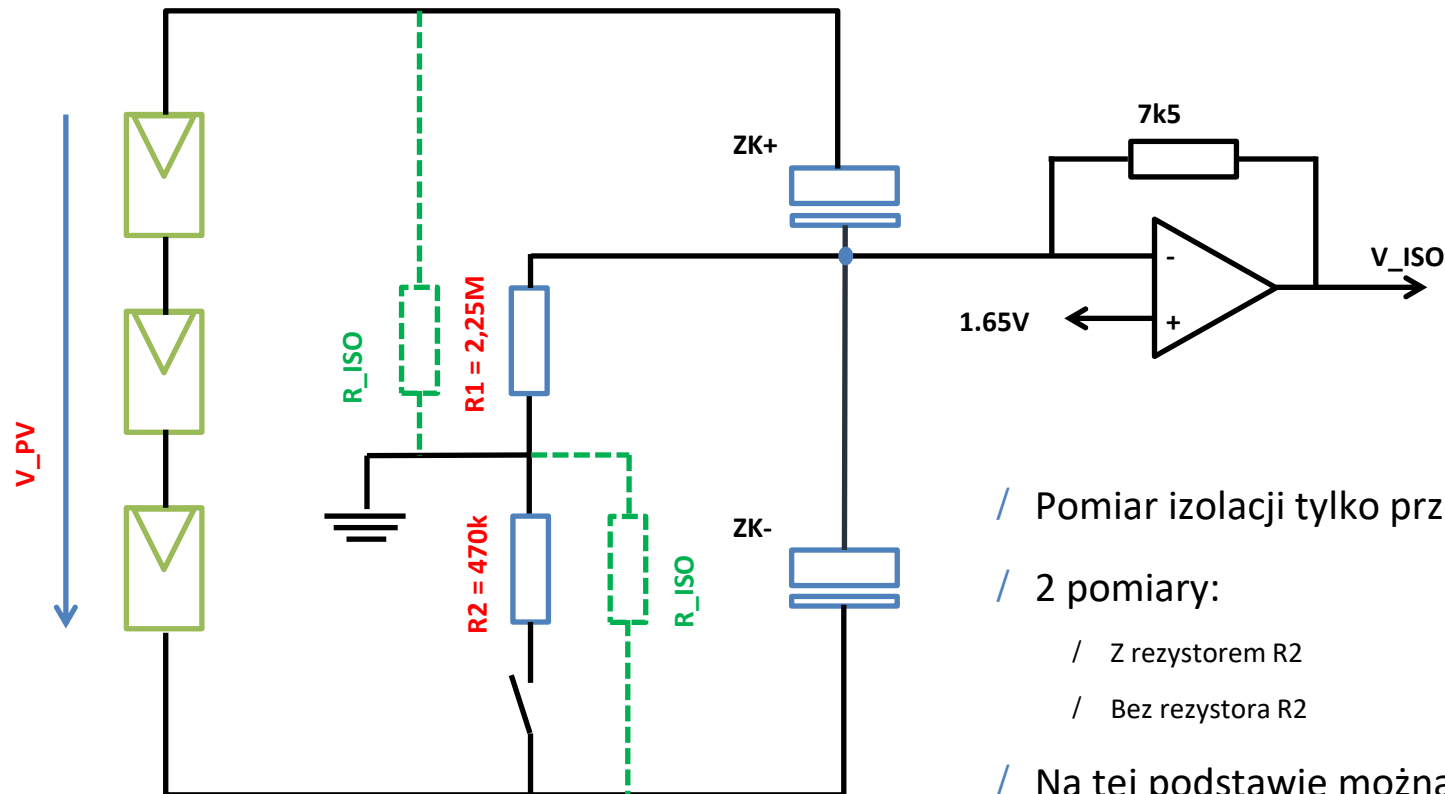 7k5
ZK+
V_ISO
-
1.65V
+
R_ISO
R1 = 2,25M
V_PV
ZK-
R2 = 470k
R_ISO
/ Pomiar izolacji tylko prz
/ 2 pomiary:
/ Z rezystorem R2
/ Bez rezystora R2
/ Na tej podstawie można